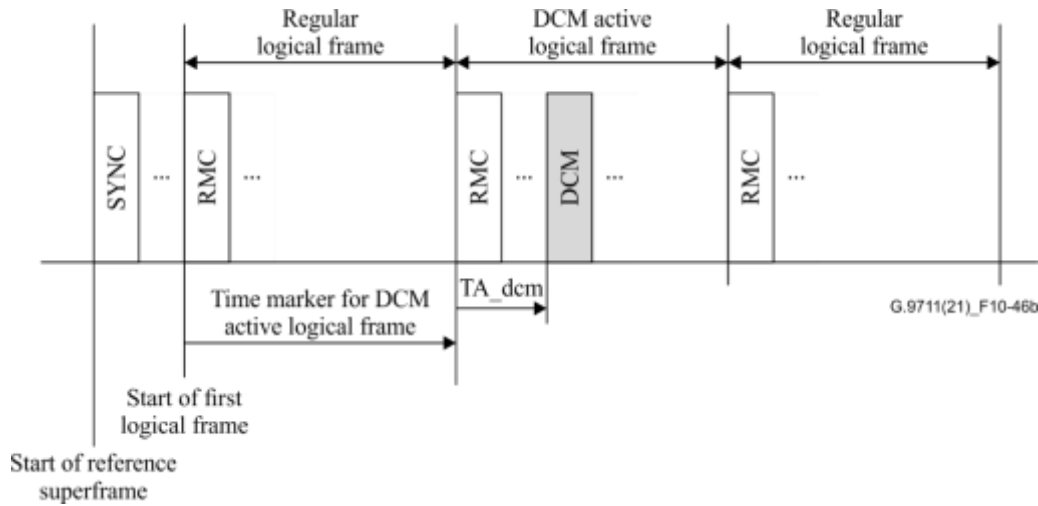 Regular
logical frame
DCM active
logical frame
Regular
logical frame
SYNC
...
RMC
...
RMC
...
DCM
...
RMC
...
Time marker for DCM
active logical frame
TA_dcm
G.9711(21)_F10-46b
Start of first
logical frame
Start of reference
superframe